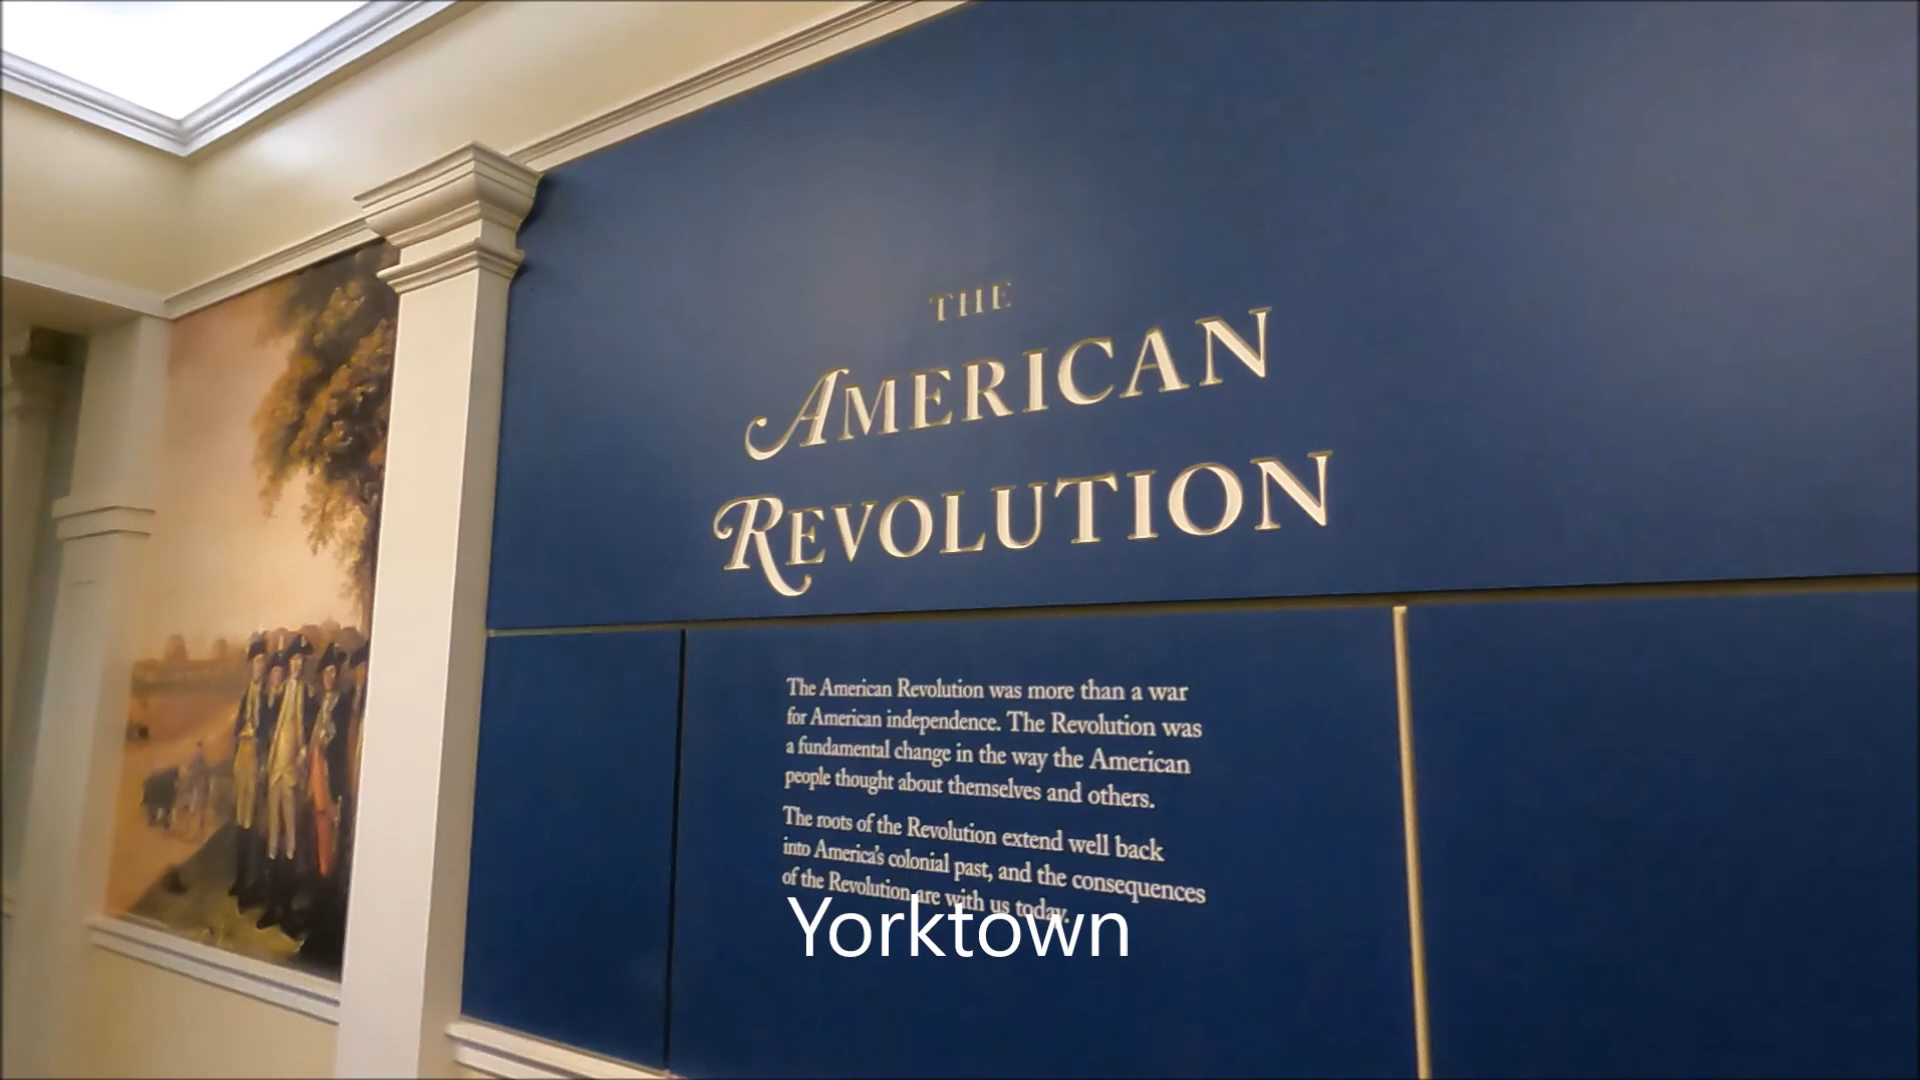 THE
AMERICAN
REVOLUTION
The American Revolution was more than a war
for American independence. The Revolution was
a fundamental change in the way the American
people thought about themselves and others.
The roots of the Revolution extend well back
into America's colonial past, and the consequences
of the Revolution are with us today.
Yorktown